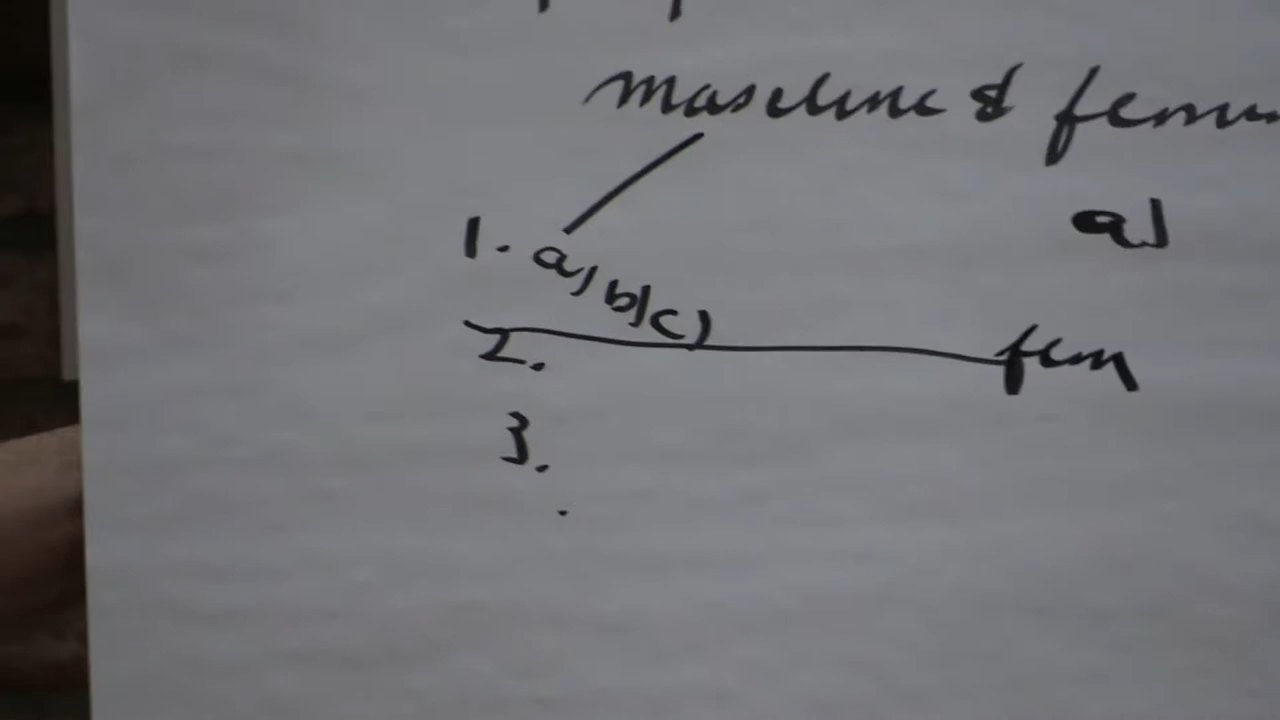 masculine & femin
a)
1. a) b) c)
2. fem
3.